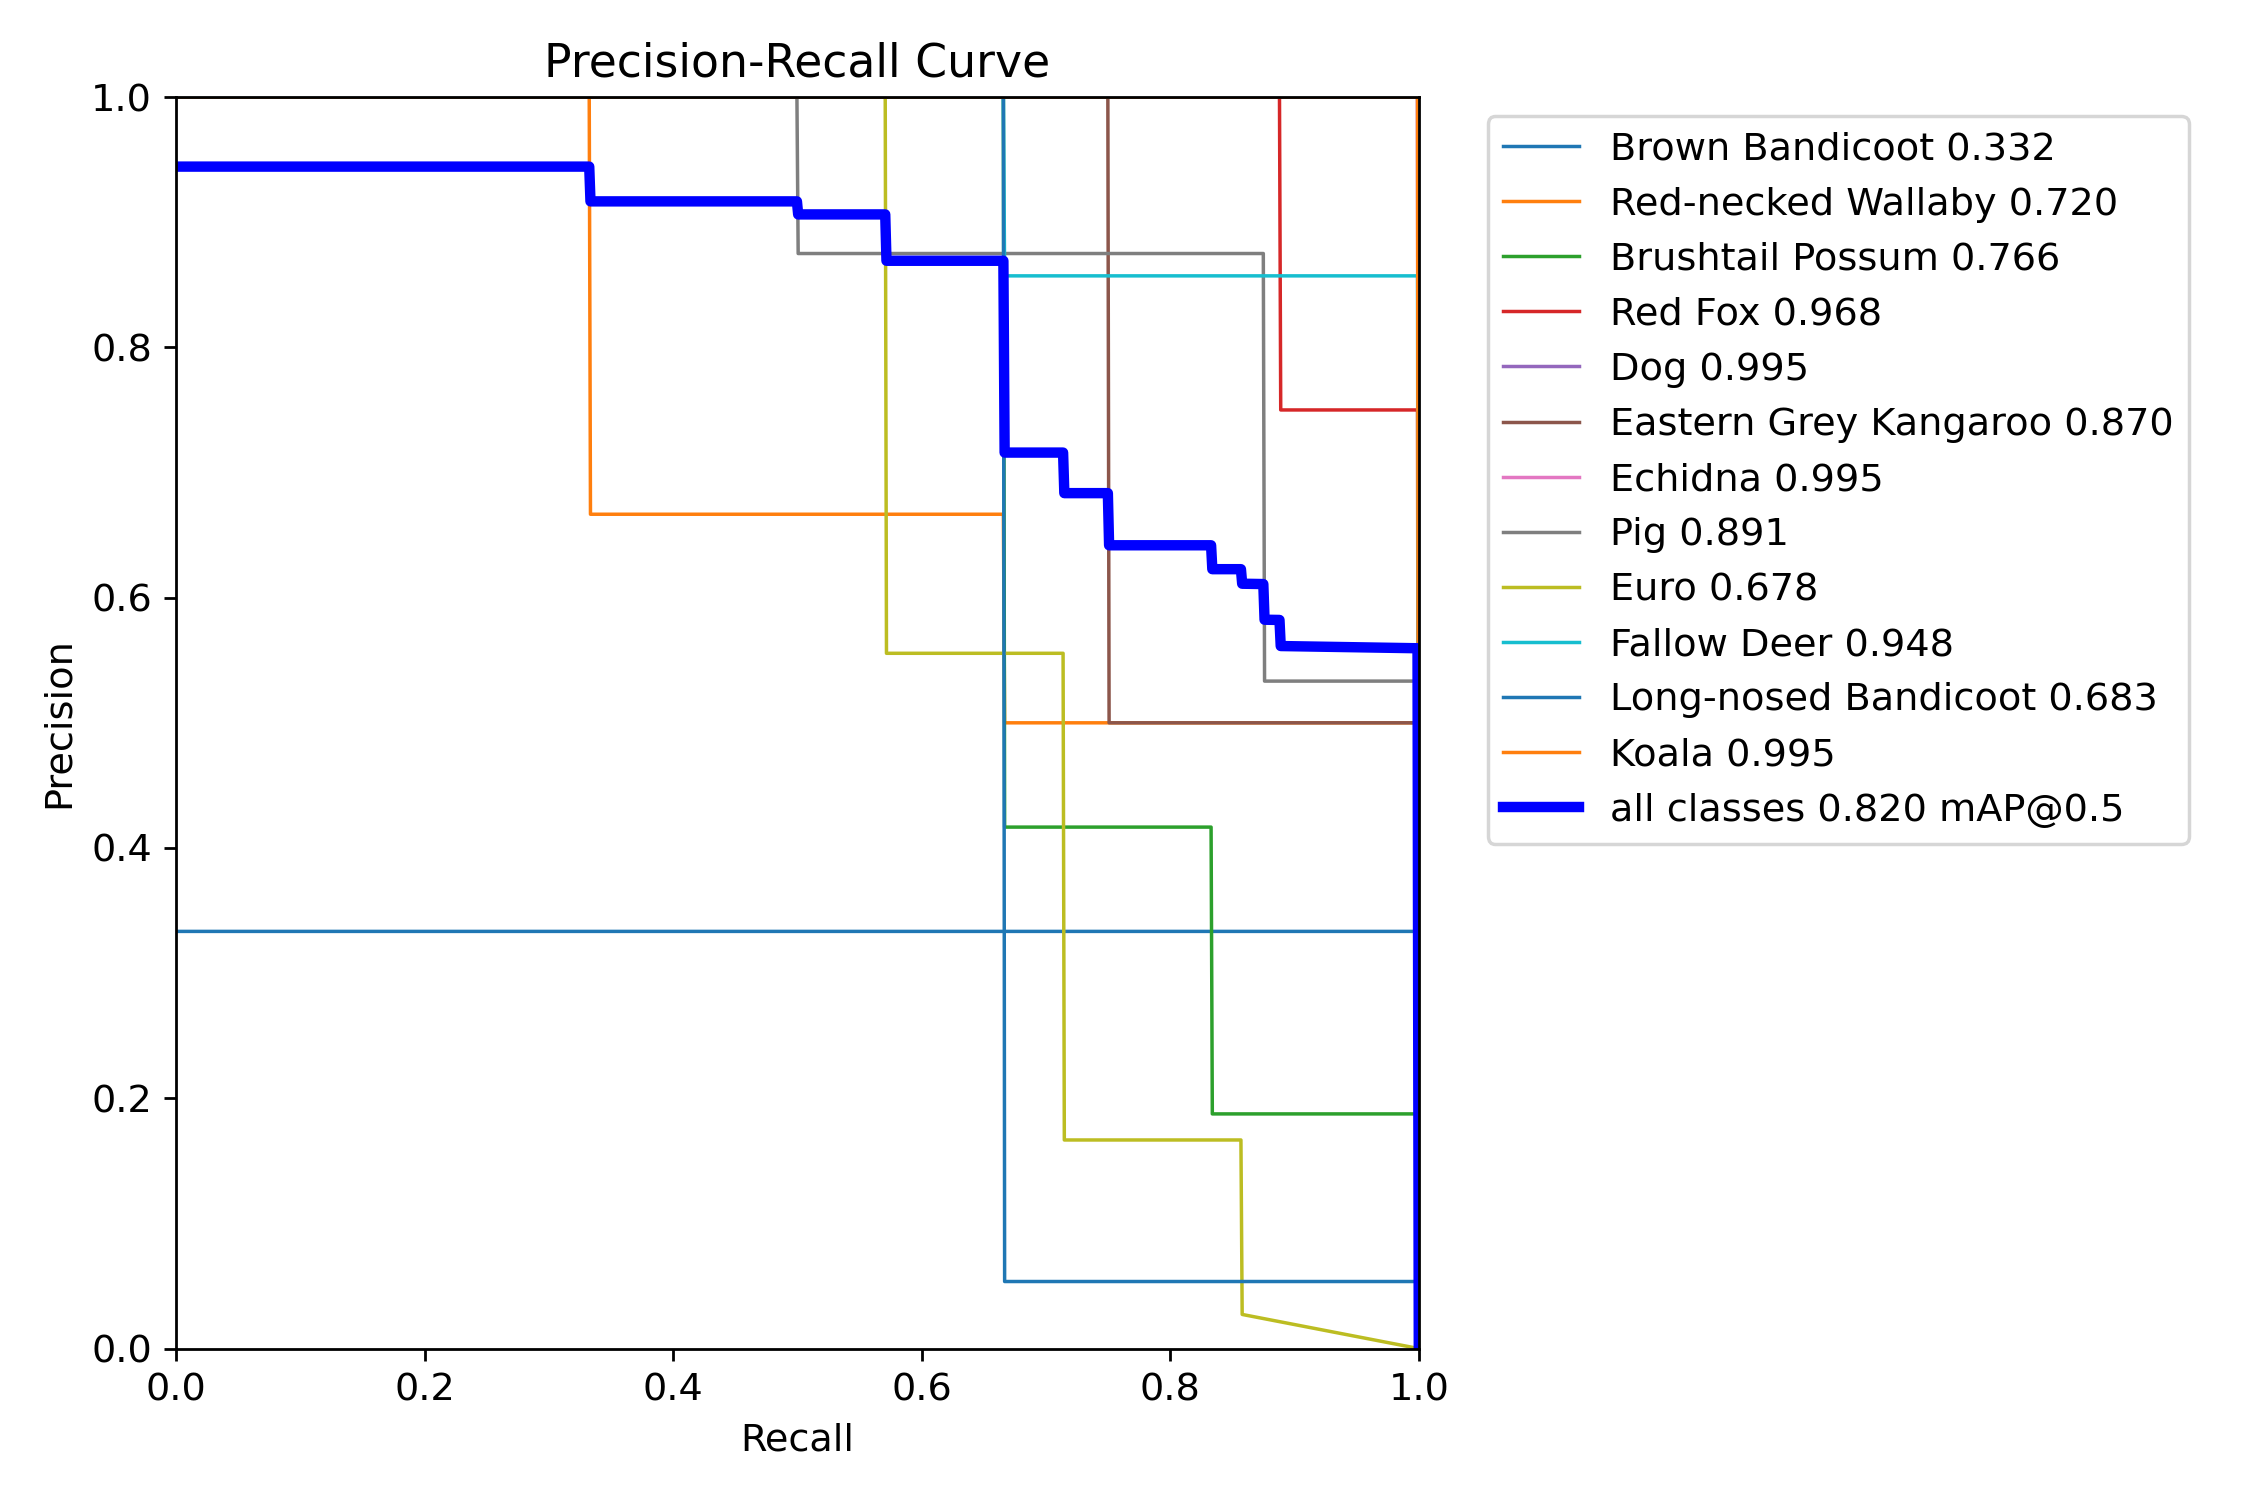 Precision-Recall Curve
1.0
0.8
0.6
0.4
0.2
0.0
Precision
0.0 0.2 0.4 0.6 0.8 1.0
Recall
Brown Bandicoot 0.332
Red-necked Wallaby 0.720
Brushtail Possum 0.766
Red Fox 0.968
Dog 0.995
Eastern Grey Kangaroo 0.870
Echidna 0.995
Pig 0.891
Euro 0.678
Fallow Deer 0.948
Long-nosed Bandicoot 0.683
Koala 0.995
all classes 0.820 mAP@0.5